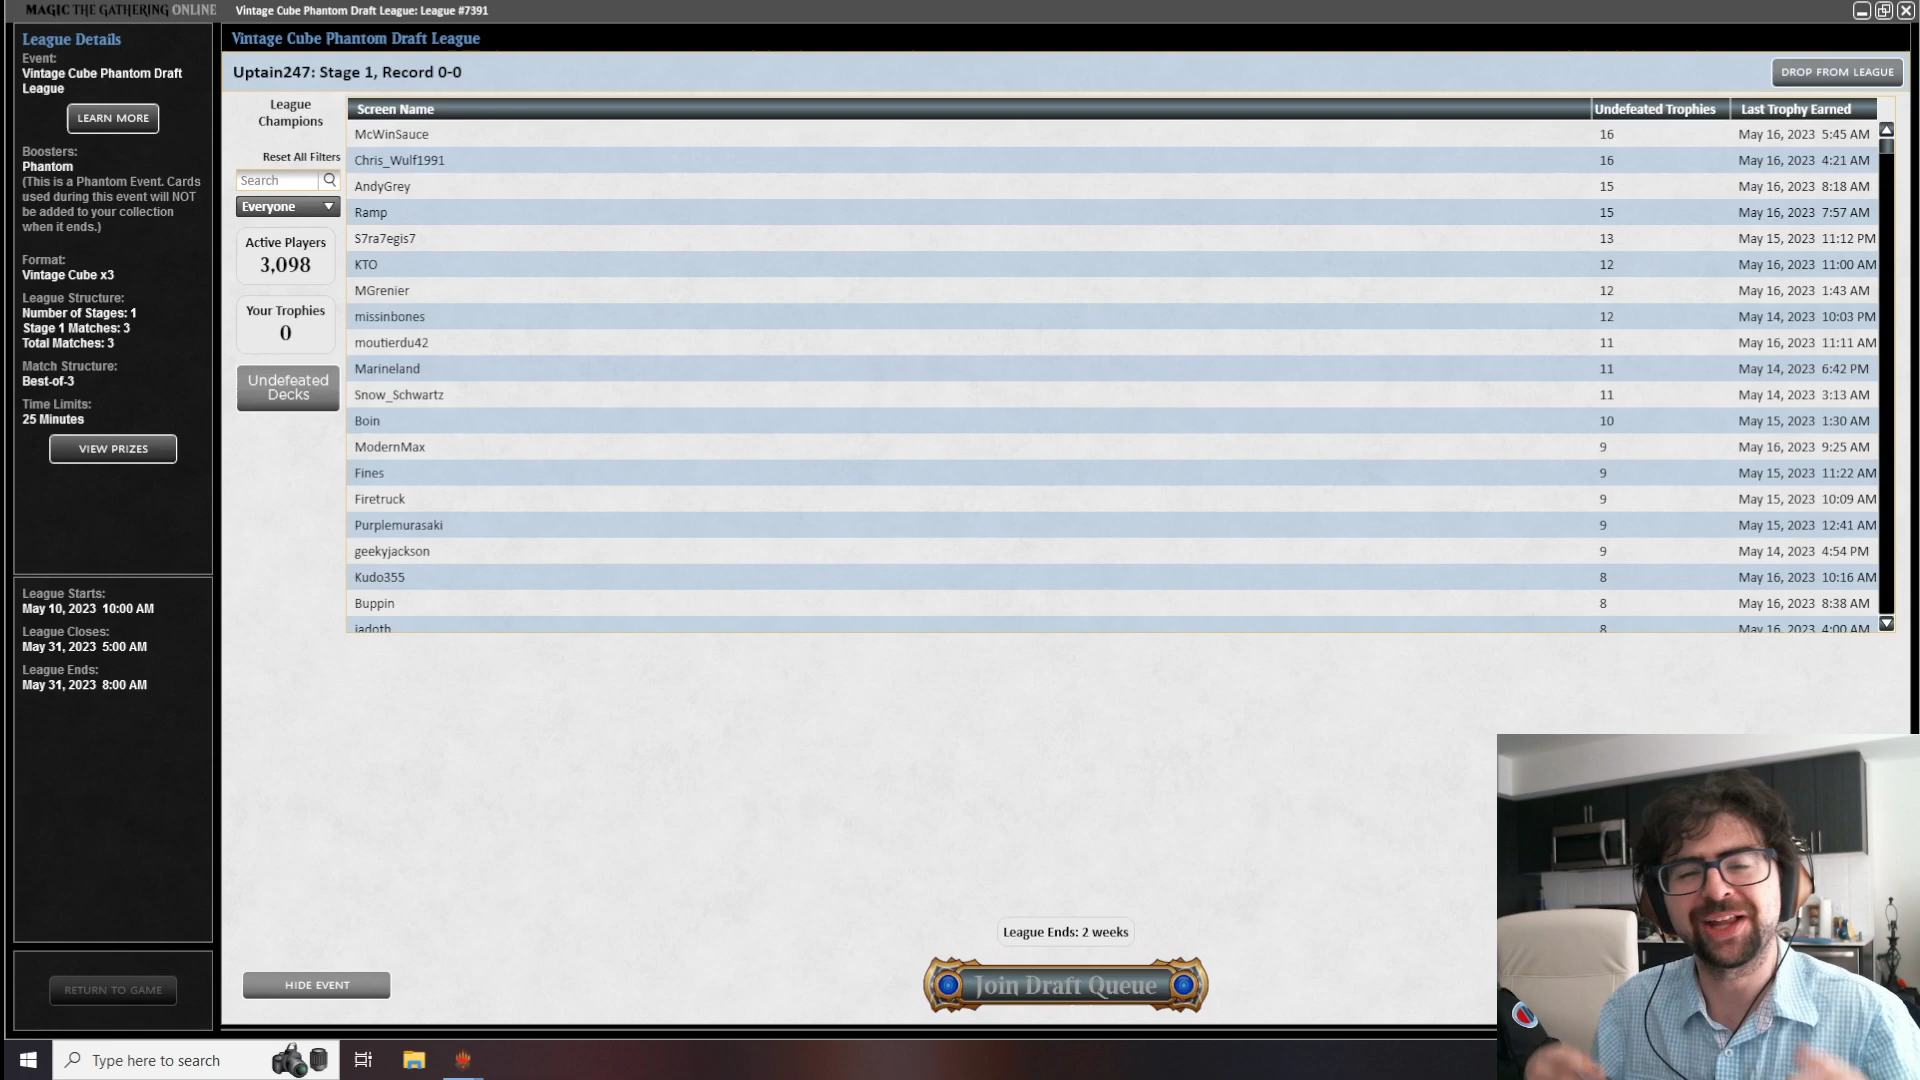 MAGIC THE GATHERING ONLINE
Vintage Cube Phantom Draft League: League #7391
League Details
Event:
Vintage Cube Phantom Draft
League
LEARN MORE
Boosters:
Phantom
(This is a Phantom Event. Cards
used during this event will NOT
be added to your collection
when it ends.)
Format:
Vintage Cube x3
League Structure:
Number of Stages: 1
Stage 1 Matches: 3
Total Matches: 3
Match Structure:
Best-of-3
Time Limits:
25 Minutes
VIEW PRIZES
League Starts:
May 10, 2023 10:00 AM
League Closes:
May 31, 2023 5:00 AM
League Ends:
May 31, 2023 8:00 AM
RETURN TO GAME
Vintage Cube Phantom Draft League
Uptain247: Stage 1, Record 0-0
DROP FROM LEAGUE
League
Champions
Reset All Filters
Search
Everyone
Active Players
3,098
Your Trophies
0
Undefeated
Decks
Screen Name Undefeated Trophies Last Trophy Earned
McWinSauce 16 May 16, 2023 5:45 AM
Chris_Wulf1991 16 May 16, 2023 4:21 AM
AndyGrey 15 May 16, 2023 8:18 AM
Ramp 15 May 16, 2023 7:57 AM
S7ra7egis7 13 May 15, 2023 11:12 PM
KTO 12 May 16, 2023 11:00 AM
MGrenier 12 May 16, 2023 1:43 AM
missinbones 12 May 14, 2023 10:03 PM
moutierdu42 11 May 16, 2023 11:11 AM
Marineland 11 May 14, 2023 6:42 PM
Snow_Schwartz 11 May 14, 2023 3:13 AM
Boin 10 May 15, 2023 1:30 AM
ModernMax 9 May 16, 2023 9:25 AM
Fines 9 May 15, 2023 11:22 AM
Firetruck 9 May 15, 2023 10:09 AM
Purplemurasaki 9 May 15, 2023 12:41 AM
geekyjackson 9 May 14, 2023 4:54 PM
Kudo355 8 May 16, 2023 10:16 AM
Buppin 8 May 16, 2023 8:38 AM
jadoth 8 May 16, 2023 4:00 AM
League Ends: 2 weeks
HIDE EVENT
Join Draft Queue
Type here to search